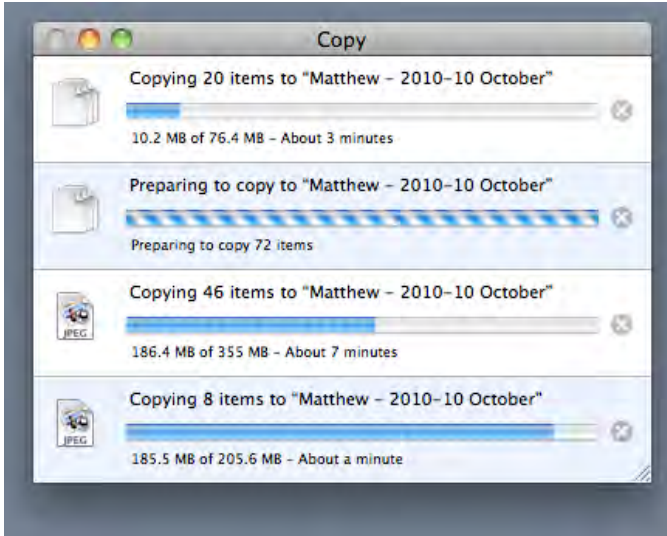 Copy
Copying 20 items to “Matthew – 2010–10 October”
10.2 MB of 76.4 MB – About 3 minutes
Preparing to copy to “Matthew – 2010–10 October”
Preparing to copy 72 items
Copying 46 items to “Matthew – 2010–10 October”
JPEG
186.4 MB of 355 MB – About 7 minutes
Copying 8 items to “Matthew – 2010–10 October”
JPEG
185.5 MB of 205.6 MB – About a minute